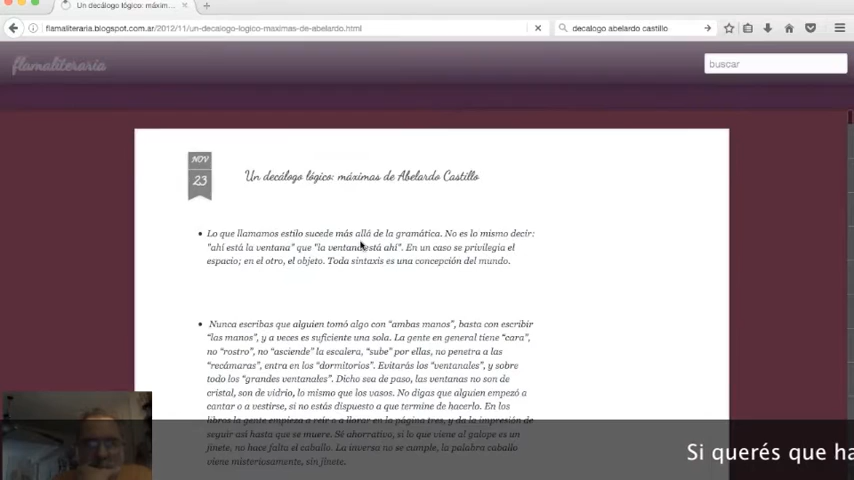 Un decálogo lógico: máxim...
flamaliteraria.blogspot.com.ar/2012/11/un-decalogo-logico-maximas-de-abelardo.html
decalogo abelardo castillo
flamaliteraria
buscar
NOV
23
Un decálogo lógico: máximas de Abelardo Castillo
Lo que llamamos estilo sucede más allá de la gramática. No es lo mismo decir:
"ahí está la ventana" que "la ventana está ahí". En un caso se privilegia el
espacio; en el otro, el objeto. Toda sintaxis es una concepción del mundo.
Nunca escribas que alguien tomó algo con “ambas manos”, basta con escribir
“las manos”, y a veces es suficiente una sola. La gente en general tiene “cara”,
no “rostro”, no “asciende” la escalera, “sube” por ellas, no penetra a las
“recámaras”, entra en los “dormitorios”. Evitarás los “ventanales”, y sobre
todo los “grandes ventanales”. Dicho sea de paso, las ventanas no son de
cristal, son de vidrio, lo mismo que los vasos. No digas que alguien empezó a
cantar o a vestirse, si no estás dispuesto a que termine de hacerlo. En los
libros la gente empieza a reír o a llorar en la página tres, y da la impresión de
seguir así hasta que se muere. Sé ahorrativo, si lo que viene al galope es un
jinete, no hace falta el caballo. La inversa no se cumple, la palabra caballo
viene misteriosamente, sin jinete.
Si querés que ha